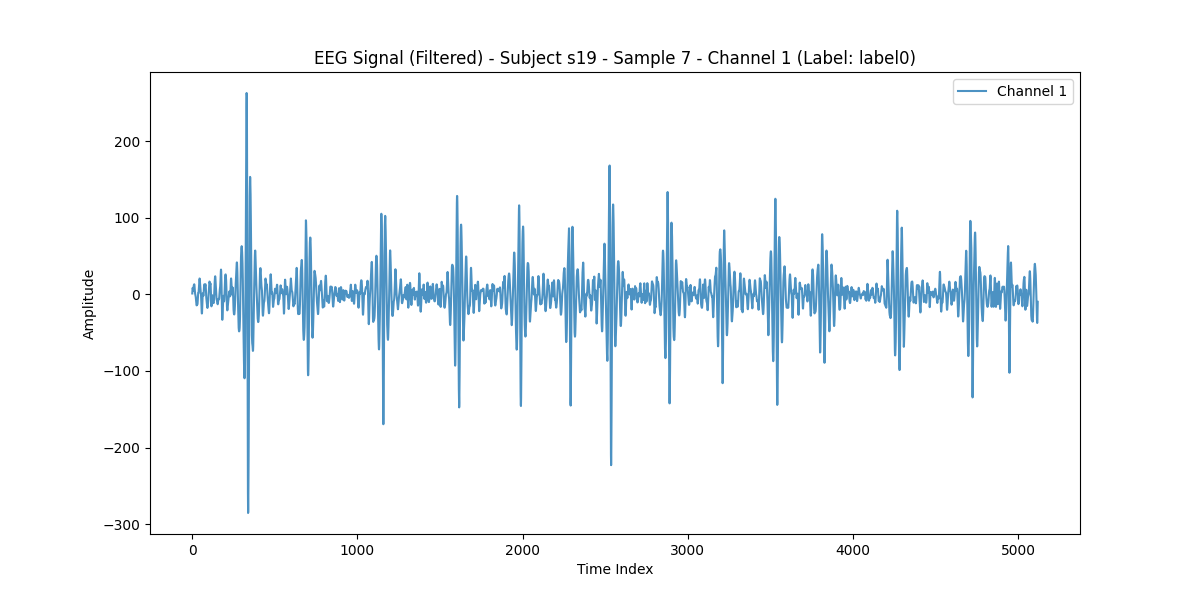 EEG Signal (Filtered) - Subject s19 - Sample 7 - Channel 1 (Label: label0)
Channel 1
200
100
0
−100
−200
−300
Amplitude
0 1000 2000 3000 4000 5000
Time Index